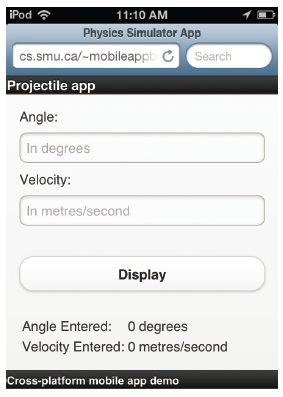 iPod 11:10 AM
Physics Simulator App
cs.smu.ca/~mobileappb Search
Projectile app
Angle:
In degrees
Velocity:
In metres/second
Display
Angle Entered: 0 degrees
Velocity Entered: 0 metres/second
Cross-platform mobile app demo